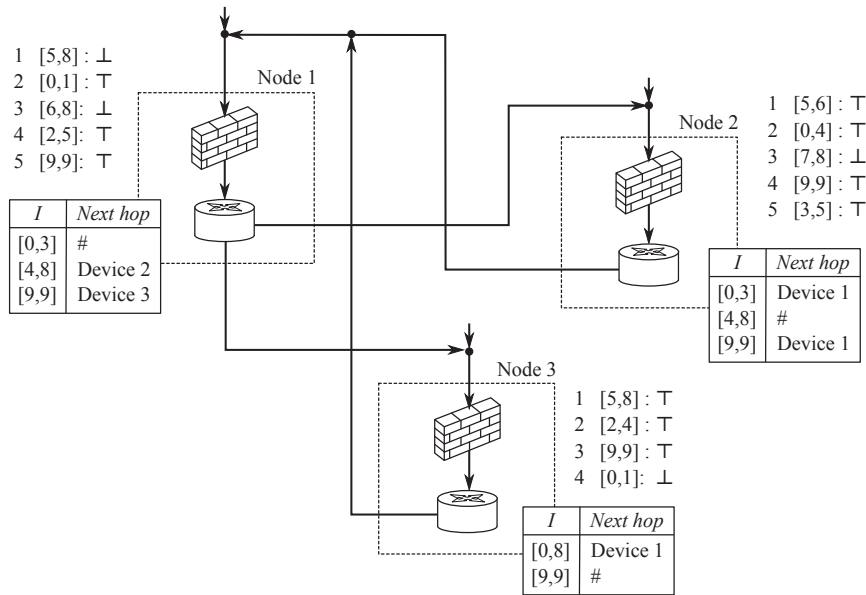 1 [5,8] : ⊥
2 [0,1] : ⊤
3 [6,8] : ⊥
4 [2,5] : ⊤
5 [9,9] : ⊤
Node 1
I Next hop
[0,3] #
[4,8] Device 2
[9,9] Device 3
Node 2
1 [5,6] : ⊤
2 [0,4] : ⊤
3 [7,8] : ⊥
4 [9,9] : ⊤
5 [3,5] : ⊤
I Next hop
[0,3] Device 1
[4,8] #
[9,9] Device 1
Node 3
1 [5,8] : ⊤
2 [2,4] : ⊤
3 [9,9] : ⊤
4 [0,1]: ⊥
I Next hop
[0,8] Device 1
[9,9] #